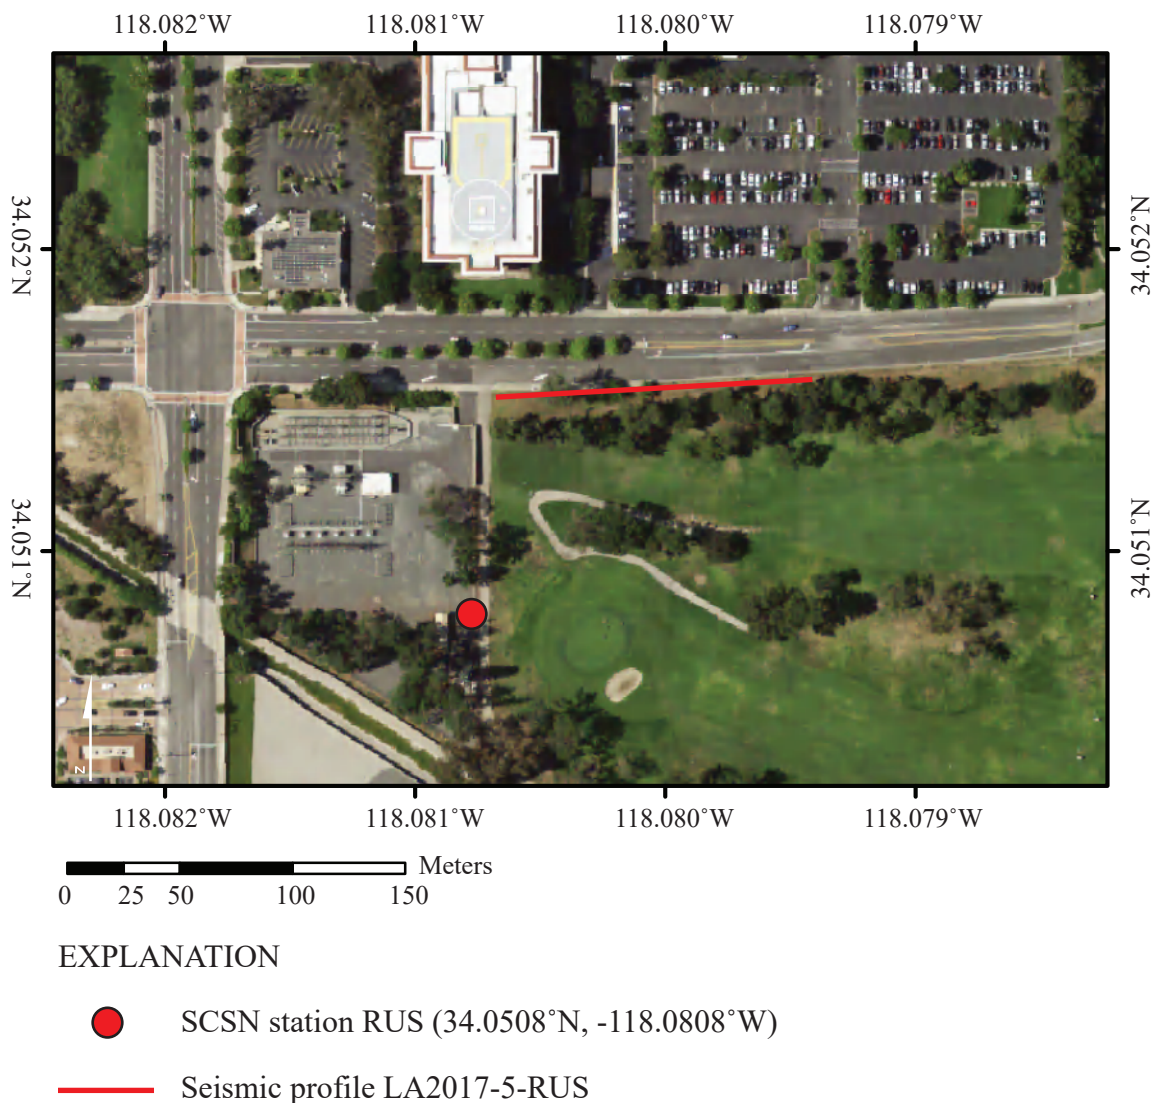 118.082°W 118.081°W 118.080°W 118.079°W
34.052°N 34.052°N
34.051°N 34.051°N
N
118.082°W 118.081°W 118.080°W 118.079°W
Meters
0 25 50 100 150
EXPLANATION
SCSN station RUS (34.0508°N, -118.0808°W)
Seismic profile LA2017-5-RUS